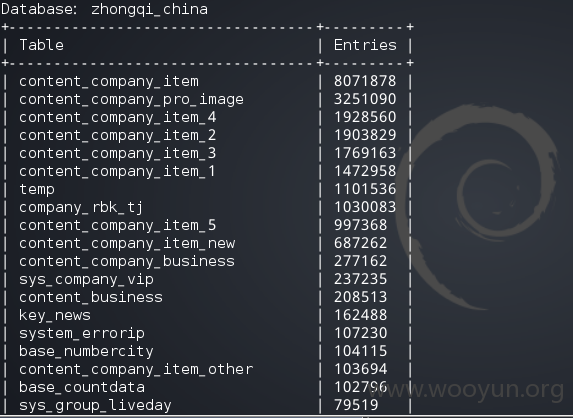 Database: zhongqi_china
+---------------------------------+---------+
| Table | Entries |
+---------------------------------+---------+
| content_company_item | 8071878 |
| content_company_pro_image | 3251090 |
| content_company_item_4 | 1928560 |
| content_company_item_2 | 1903829 |
| content_company_item_3 | 1769163 |
| content_company_item_1 | 1472958 |
| temp | 1101536 |
| company_rbk_tj | 1030083 |
| content_company_item_5 | 997368 |
| content_company_item_new | 687262 |
| content_company_business | 277162 |
| sys_company_vip | 237235 |
| content_business | 208513 |
| key_news | 162488 |
| system_errorip | 107230 |
| base_numbercity | 104115 |
| content_company_item_other | 103694 |
| base_countdata | 102796 |
www.wooyun.org
| sys_group_liveday | 79519 |